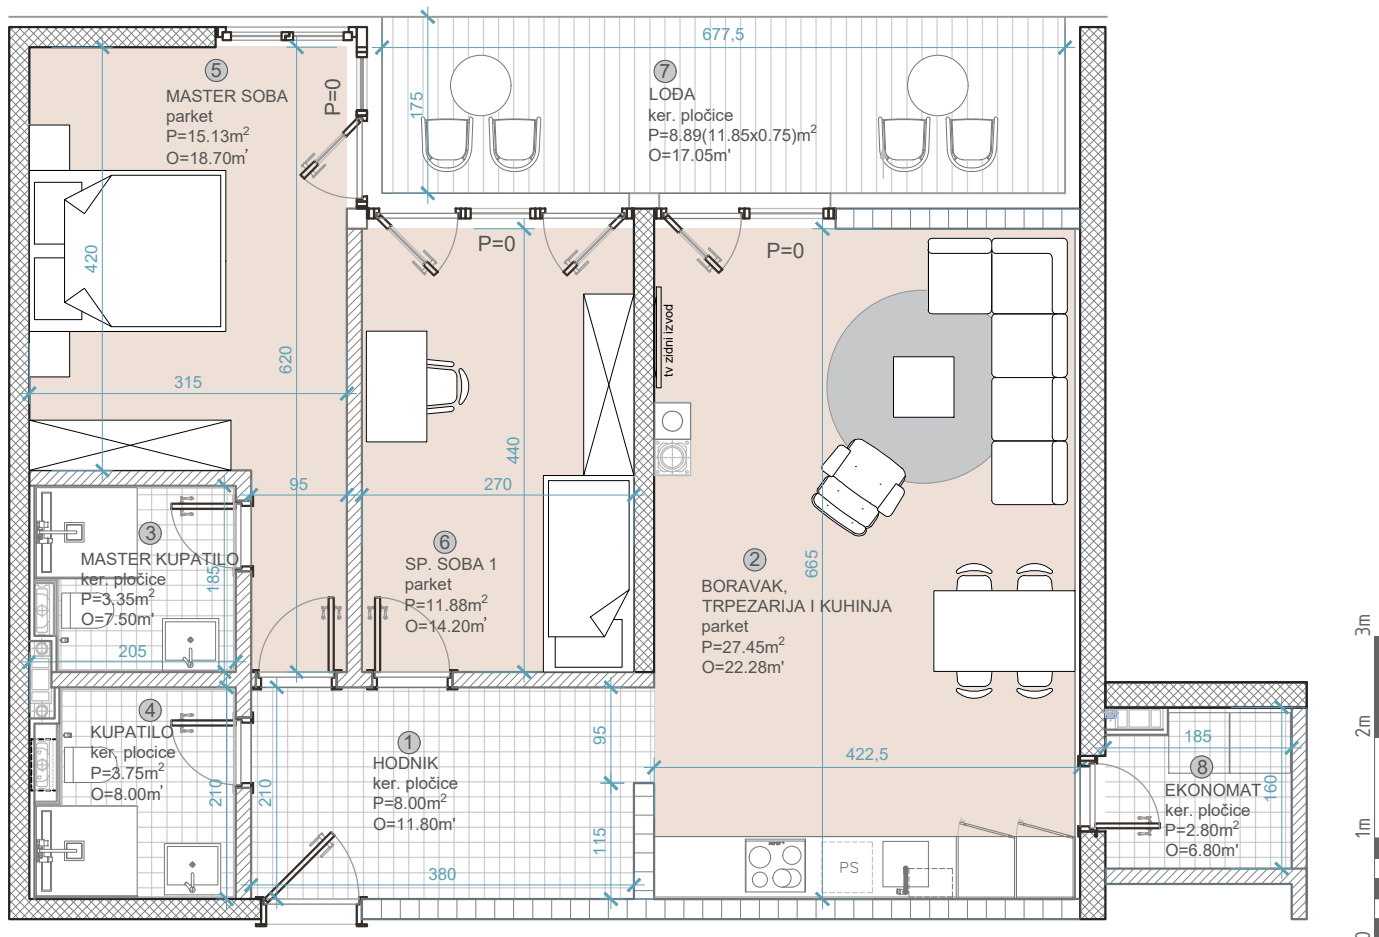 677,5
5
MASTER SOBA
parket
P=15.13m²
O=18.70m'
P=0
175
7
LOĐA
ker. pločice
P=8.89(11.85x0.75)m²
O=17.05m'
P=0
P=0
420
620
315
tv zidni izvod
440
95
270
3
MASTER KUPATILO
ker. pločice
P=3,35m²
O=7.50m'
185
205
6
SP. SOBA 1
parket
P=11.88m²
O=14.20m'
2
BORAVAK,
TRPEZARIJA I KUHINJA
parket
P=27.45m²
O=22.28m'
665
4
KUPATILO
ker. plocice
P=3.75m²
O=8.00m'
210
210
1
HODNIK
ker. pločice
P=8.00m²
O=11.80m'
95
115
380
422,5
PS
185
8
EKONOMAT
ker. pločice
P=2.80m²
O=6.80m'
160
3m
2m
1m
0